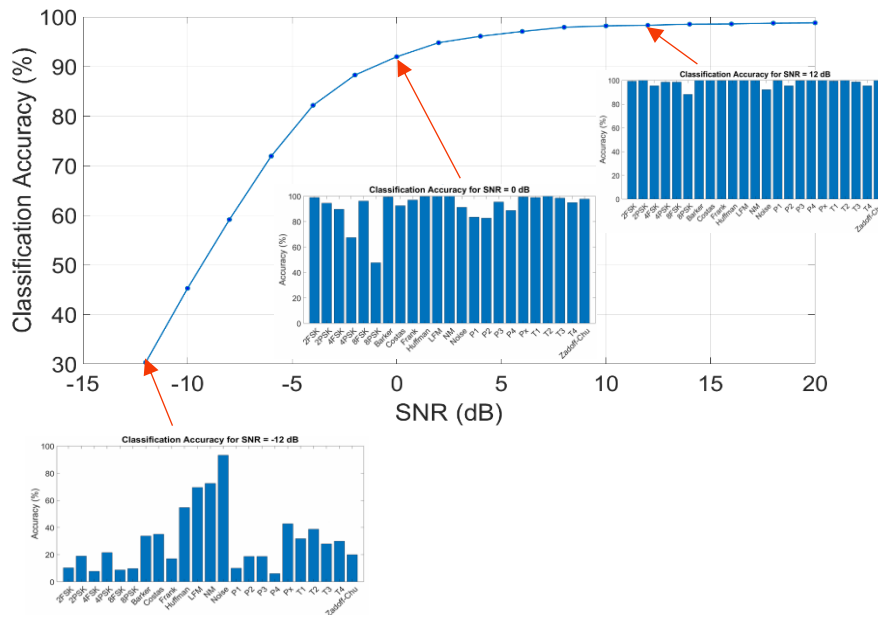 100
90
80
70
60
50
40
30
Classification Accuracy (%)
-15
-10
-5
0
5
10
15
20
SNR (dB)
Classification Accuracy for SNR = 12 dB
100
80
60
40
20
0
Accuracy (%)
2FSK
2PSK
4FSK
4PSK
8FSK
8PSK
Barker
Costas
Frank
Huffman
LFM
NM
Noise
P1
P2
P3
P4
Px
T1
T2
T3
T4
Zadoff-Chu
Classification Accuracy for SNR = 0 dB
100
80
60
40
20
0
Accuracy (%)
2FSK
2PSK
4FSK
4PSK
8FSK
8PSK
Barker
Costas
Frank
Huffman
LFM
NM
Noise
P1
P2
P3
P4
Px
T1
T2
T3
T4
Zadoff-Chu
Classification Accuracy for SNR = -12 dB
100
80
60
40
20
0
Accuracy (%)
2FSK
2PSK
4FSK
4PSK
8FSK
8PSK
Barker
Costas
Frank
Huffman
LFM
NM
Noise
P1
P2
P3
P4
Px
T1
T2
T3
T4
Zadoff-Chu